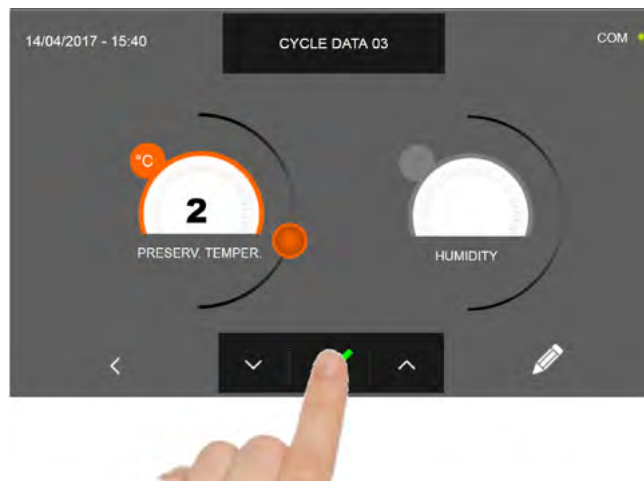 14/04/2017 - 15:40
CYCLE DATA 03
COM
°C
2
PRESERV. TEMPER.
HUMIDITY